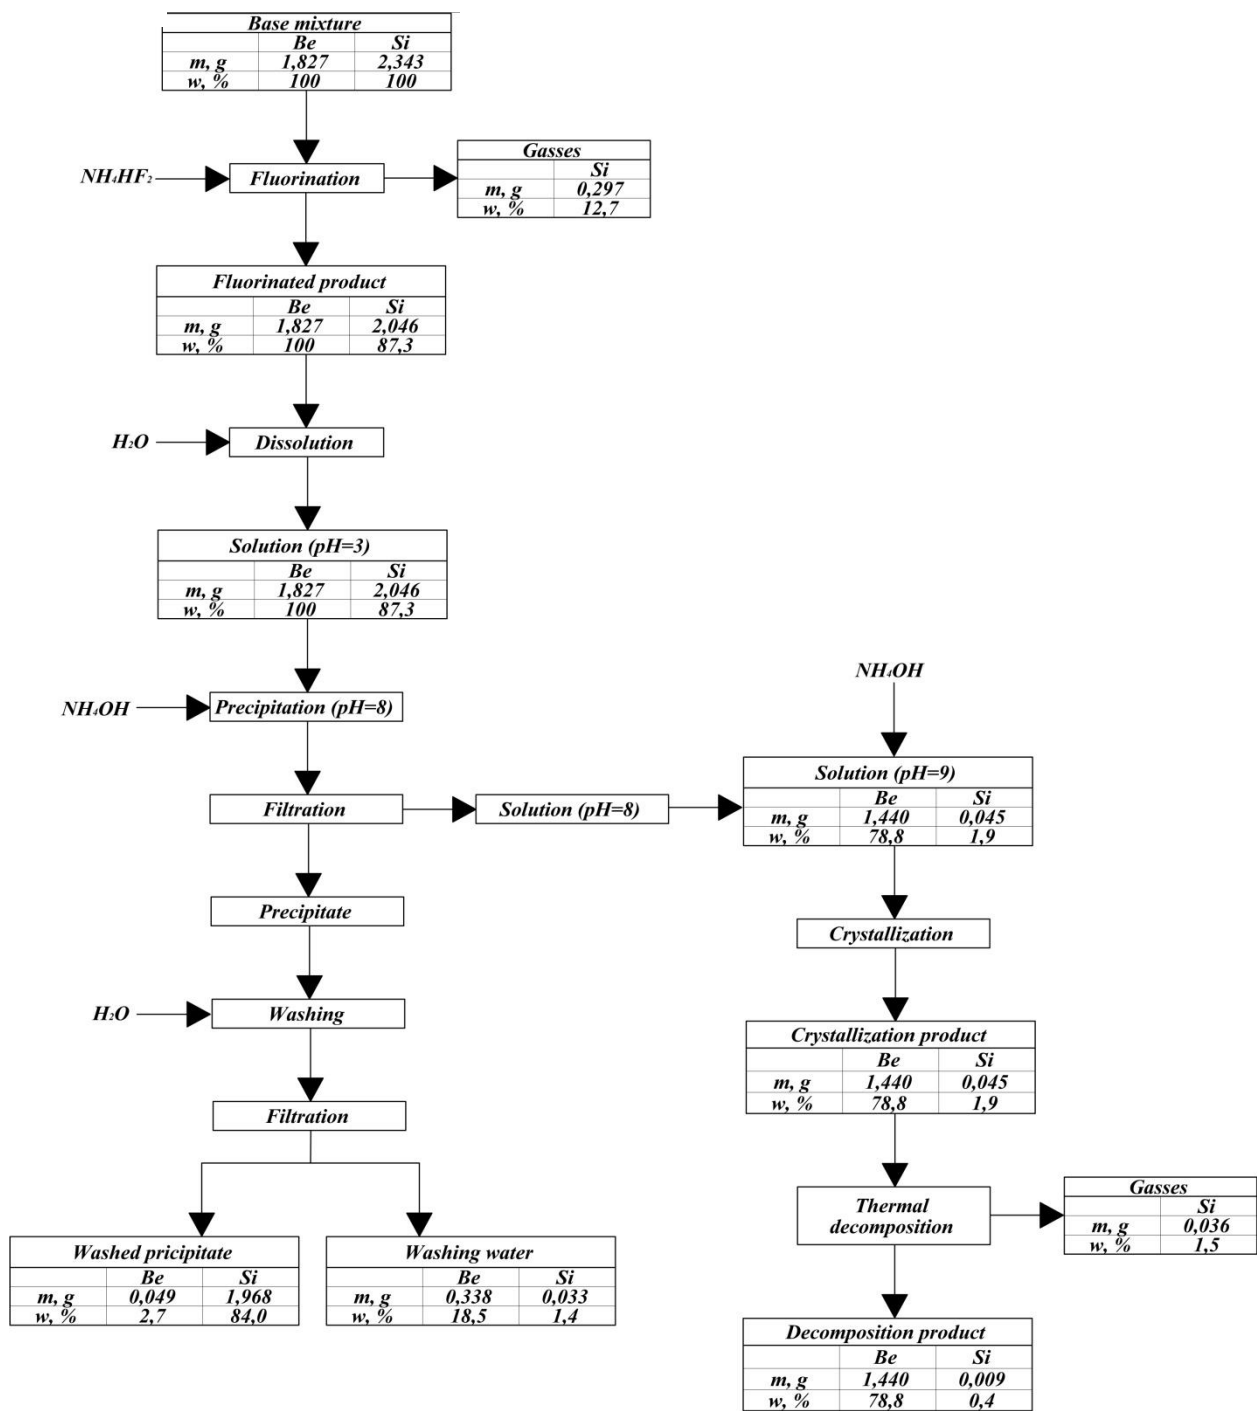 Base mixture
Be Si
m, g 1,827 2,343
w, % 100 100
NH₄HF₂
Fluorination
Gasses
Si
m, g 0,297
w, % 12,7
Fluorinated product
Be Si
m, g 1,827 2,046
w, % 100 87,3
H₂O
Dissolution
Solution (pH=3)
Be Si
m, g 1,827 2,046
w, % 100 87,3
NH₄OH
Precipitation (pH=8)
Filtration
Solution (pH=8)
NH₄OH
Solution (pH=9)
Be Si
m, g 1,440 0,045
w, % 78,8 1,9
Precipitate
H₂O
Washing
Filtration
Washed pricipitate
Be Si
m, g 0,049 1,968
w, % 2,7 84,0
Washing water
Be Si
m, g 0,338 0,033
w, % 18,5 1,4
Crystallization
Crystallization product
Be Si
m, g 1,440 0,045
w, % 78,8 1,9
Thermal
decomposition
Gasses
Si
m, g 0,036
w, % 1,5
Decomposition product
Be Si
m, g 1,440 0,009
w, % 78,8 0,4